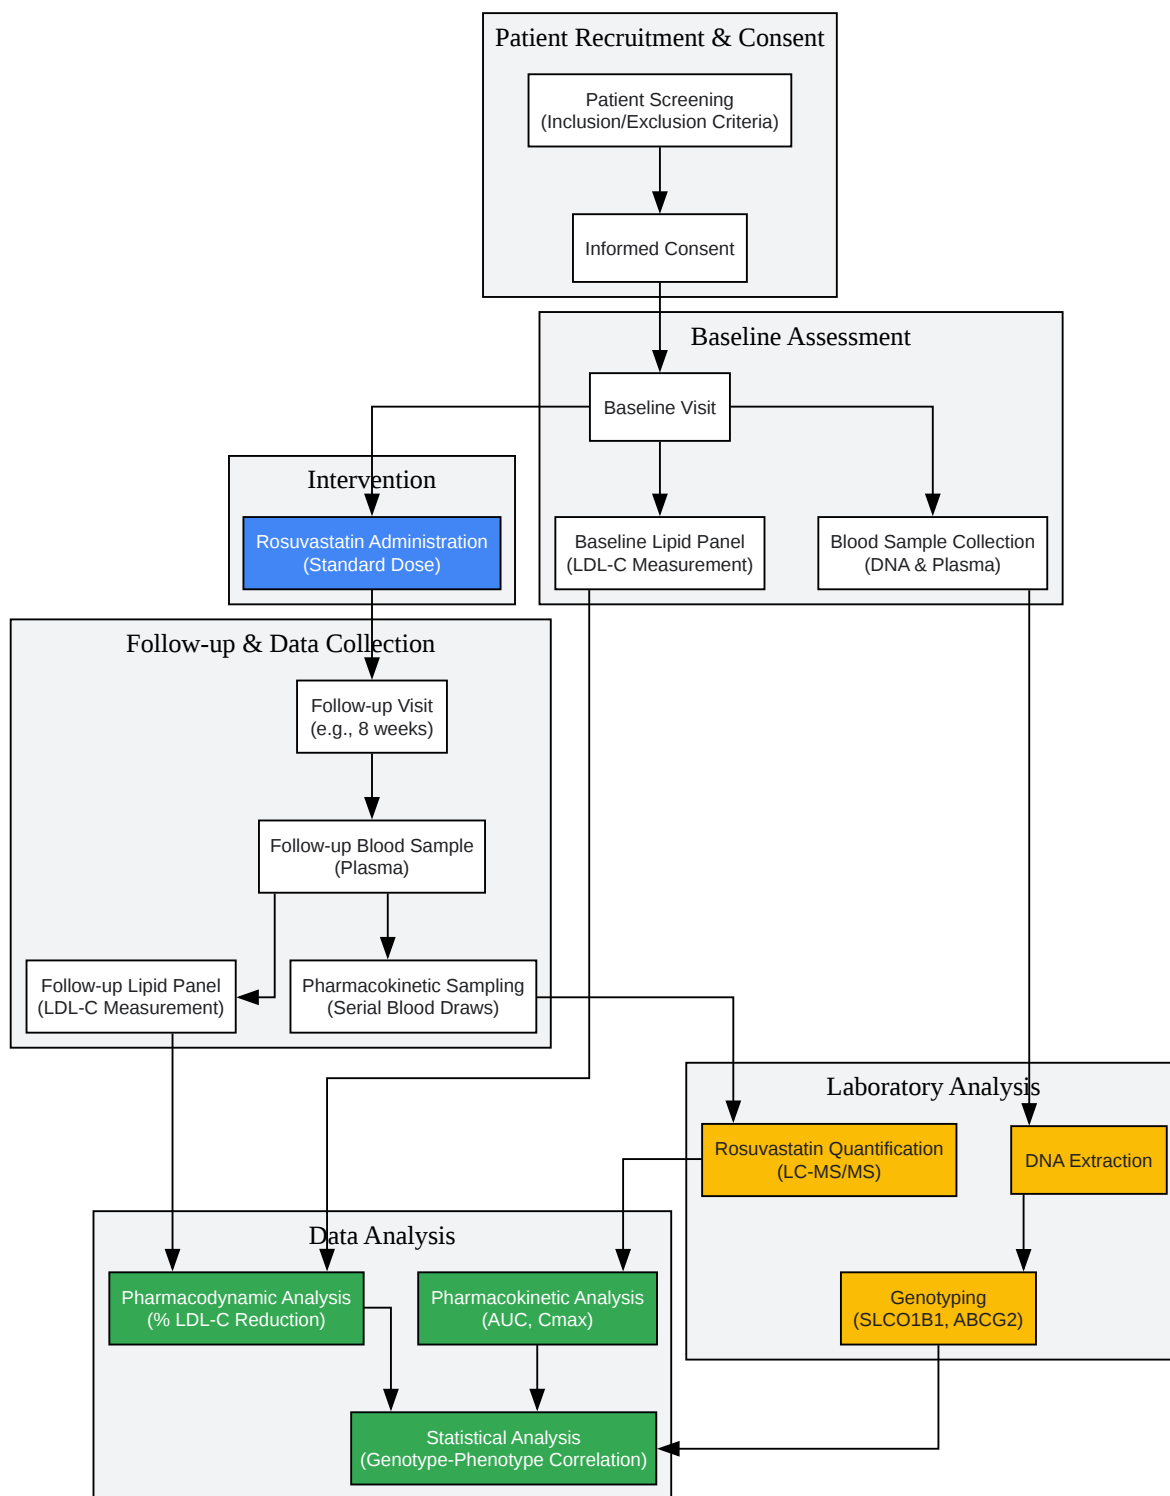 Patient Recruitment & Consent
Patient Screening
(Inclusion/Exclusion Criteria)
Informed Consent
Baseline Assessment
Baseline Visit
Intervention
Rosuvastatin Administration
(Standard Dose)
Baseline Lipid Panel
(LDL-C Measurement)
Blood Sample Collection
(DNA & Plasma)
Follow-up & Data Collection
Follow-up Visit
(e.g., 8 weeks)
Follow-up Blood Sample
(Plasma)
Follow-up Lipid Panel
(LDL-C Measurement)
Pharmacokinetic Sampling
(Serial Blood Draws)
Laboratory Analysis
Rosuvastatin Quantification
(LC-MS/MS)
DNA Extraction
Data Analysis
Pharmacodynamic Analysis
(% LDL-C Reduction)
Pharmacokinetic Analysis
(AUC, Cmax)
Genotyping
(SLCO1B1, ABCG2)
Statistical Analysis
(Genotype-Phenotype Correlation)